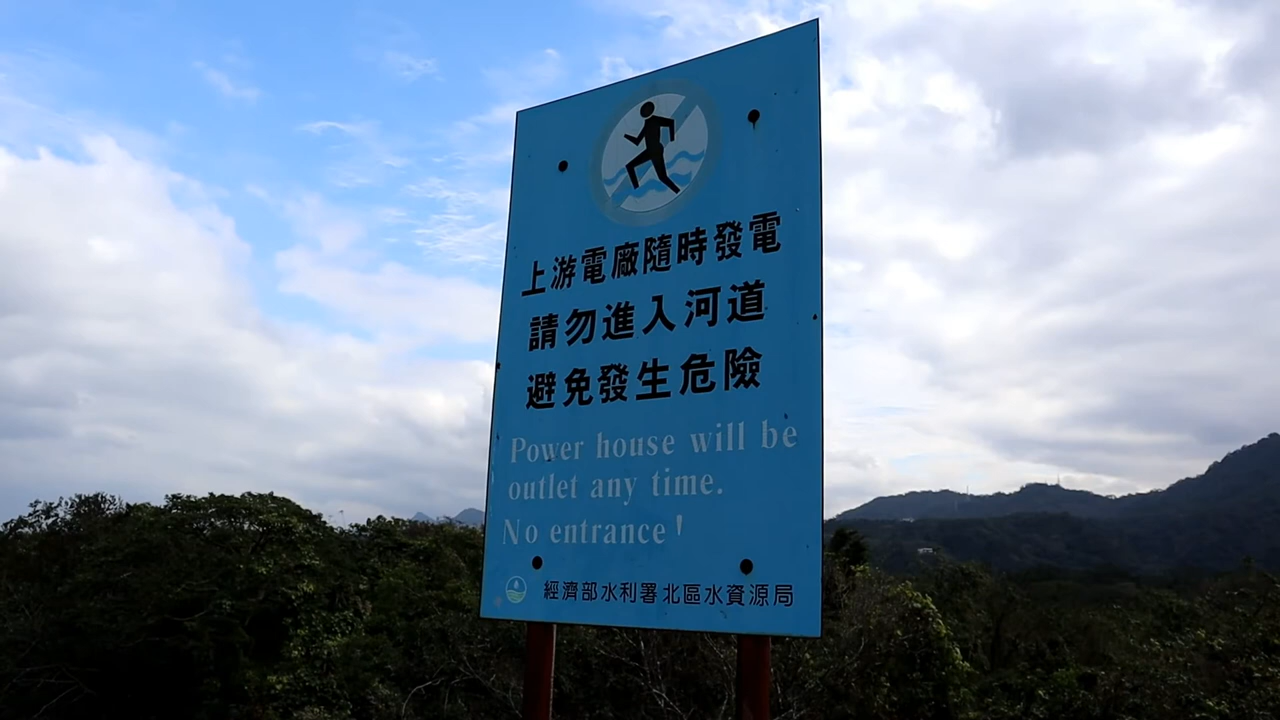 上游電廠隨時發電
請勿進入河道
避免發生危險
Power house will be
outlet any time.
No entrance!
經濟部水利署北區水資源局